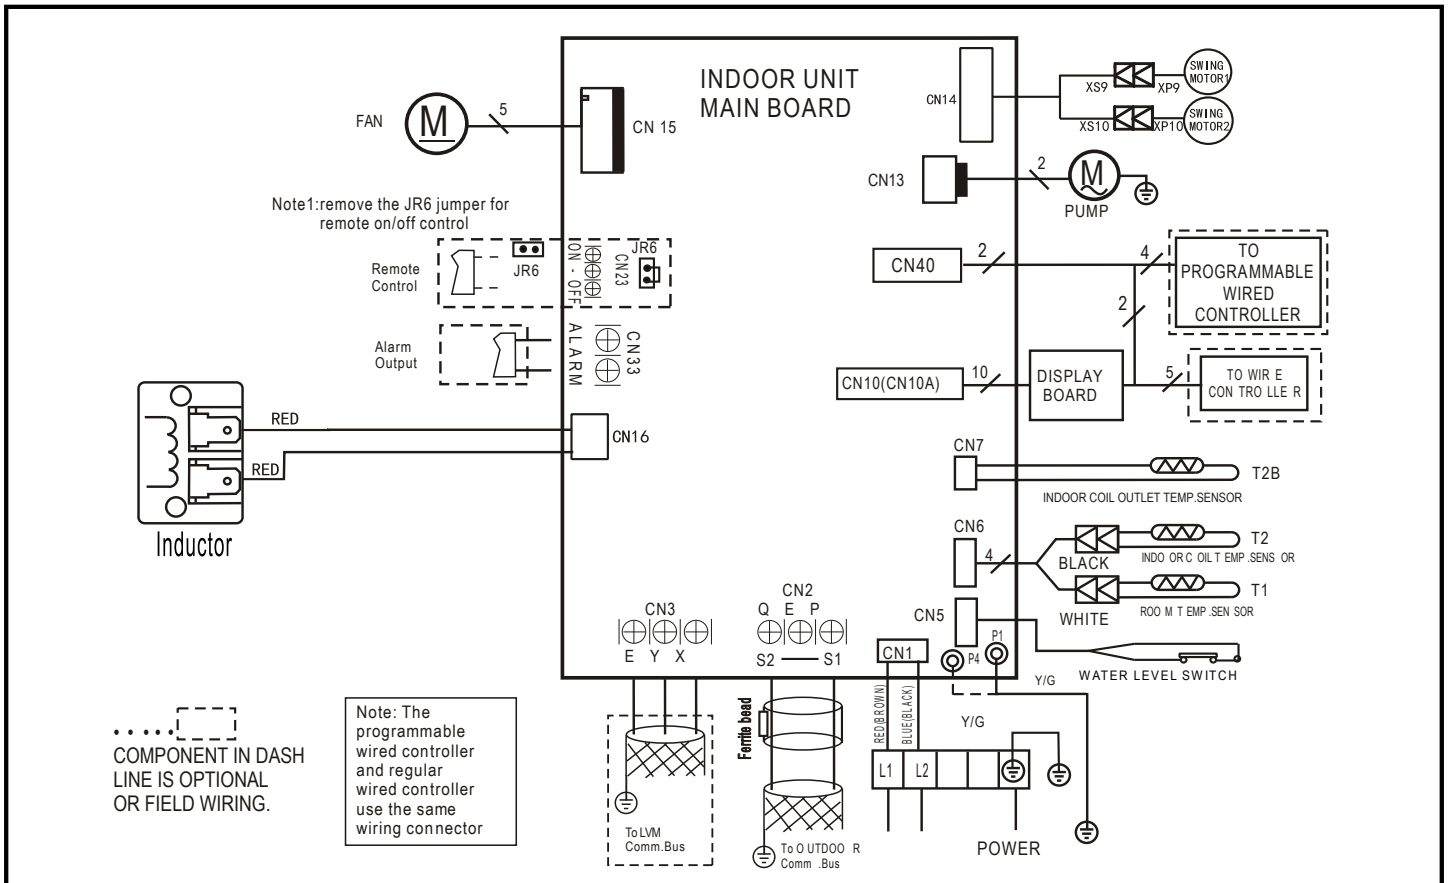 INDOOR UNIT
MAIN BOARD
FAN
M
5
CN 15
CN14
XS9
XP9
SWING
MOTOR1
XS10
XP10
SWING
MOTOR2
CN13
2
M
PUMP
Note1:remove the JR6 jumper for
remote on/off control
Remote
Control
JR6
ON - OFF
CN23
JR6
CN40
2
4
TO
PROGRAMMABLE
WIRED
CONTROLLER
2
Alarm
Output
ALARM
CN33
CN10(CN10A)
10
DISPLAY
BOARD
5
TO WIR E
CON TRO LLE R
RED
RED
CN16
Inductor
CN7
T2B
INDOOR COIL OUTLET TEMP.SENSOR
CN6
4
BLACK
T2
INDO OR C OIL T EMP .SENS OR
WHITE
T1
ROO M T EMP .SEN SOR
CN5
WATER LEVEL SWITCH
CN3
E Y X
CN2
Q E P
S2 S1
CN1
P4
P1
Y/G
Y/G
RED(BROWN)
BLUE(BLACK)
L1
L2
POWER
Ferrite bead
To LVM
Comm.Bus
To O UTDOO R
Comm .Bus
COMPONENT IN DASH
LINE IS OPTIONAL
OR FIELD WIRING.
Note: The
programmable
wired controller
and regular
wired controller
use the same
wiring connector